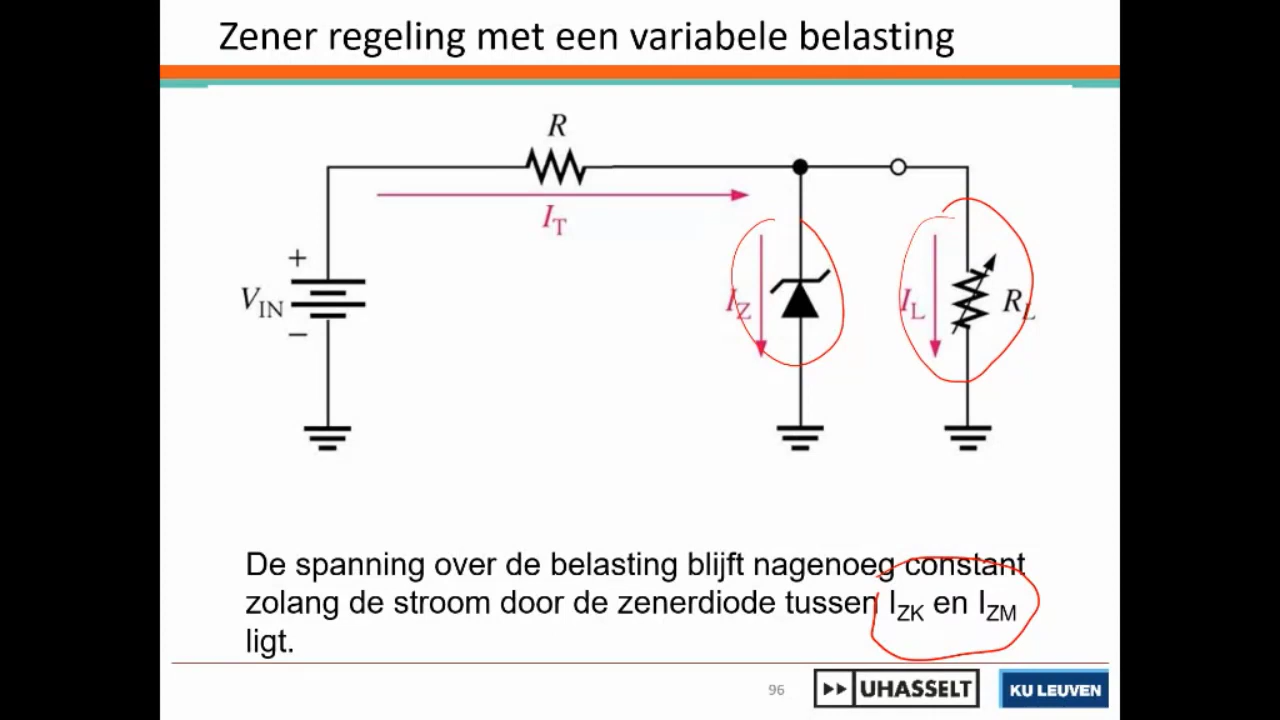 Zener regeling met een variabele belasting
R
I_T
+
V_IN
−
I_Z
I_L
R_L
De spanning over de belasting blijft nagenoeg constant
zolang de stroom door de zenerdiode tussen I_ZK en I_ZM
ligt.
96
UHASSELT
KU LEUVEN